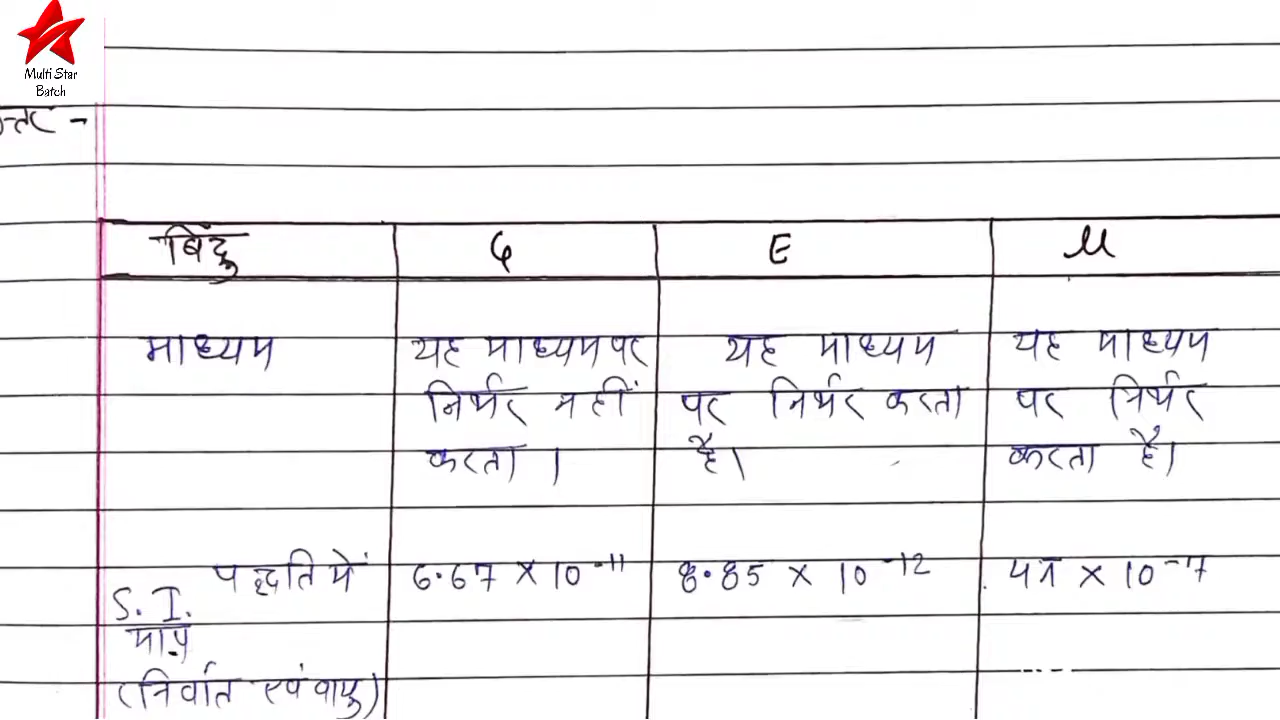 Multi Star
Batch
त्तर -
बिंदु G E μ
माध्यम यह माध्यम पर यह माध्यम यह माध्यम
निर्भर नहीं पर निर्भर करता पर निर्भर
करता । है। करता है।
पद्धति में 6.67 × 10⁻¹¹ 8.85 × 10⁻¹² 4π × 10⁻⁷
S. I.
माप
(निर्वात एवं वायु)